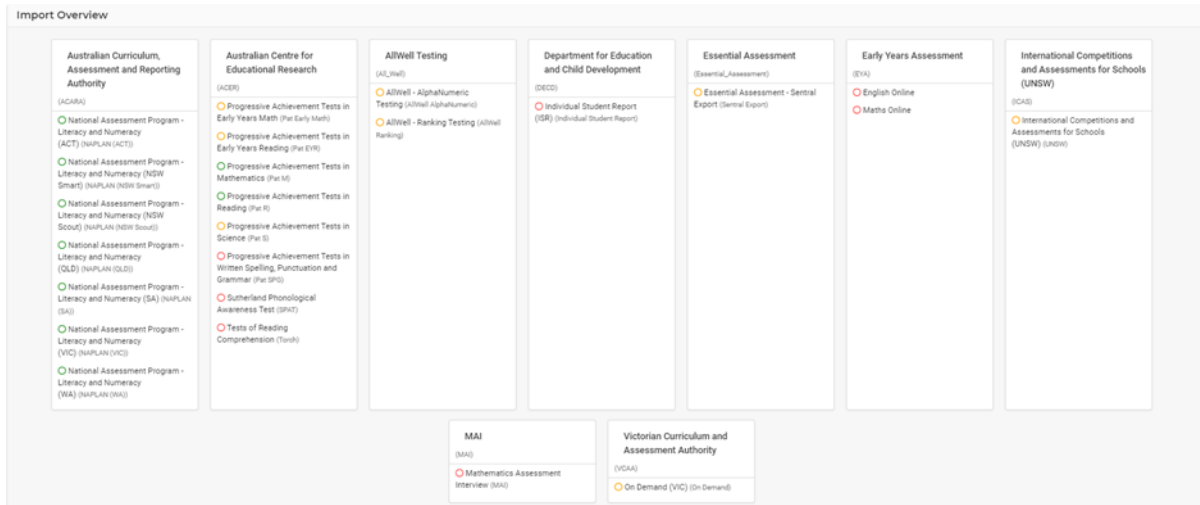 Import Overview
Australian Curriculum,
Assessment and Reporting
Authority
(ACARA)
National Assessment Program -
Literacy and Numeracy
(ACT) (NAPLAN (ACT))
National Assessment Program -
Literacy and Numeracy (NSW
Smart) (NAPLAN (NSW Smart))
National Assessment Program -
Literacy and Numeracy (NSW
Scout) (NAPLAN (NSW Scout))
National Assessment Program -
Literacy and Numeracy
(QLD) (NAPLAN (QLD))
National Assessment Program -
Literacy and Numeracy (SA) (NAPLAN
(SA))
National Assessment Program -
Literacy and Numeracy
(VIC) (NAPLAN (VIC))
National Assessment Program -
Literacy and Numeracy
(WA) (NAPLAN (WA))
Australian Centre for
Educational Research
(ACER)
Progressive Achievement Tests in
Early Years Math (Pat Early Math)
Progressive Achievement Tests in
Early Years Reading (Pat EYR)
Progressive Achievement Tests in
Mathematics (Pat M)
Progressive Achievement Tests in
Reading (Pat R)
Progressive Achievement Tests in
Science (Pat S)
Progressive Achievement Tests in
Written Spelling, Punctuation and
Grammar (Pat SPG)
Sutherland Phonological
Awareness Test (SPAT)
Tests of Reading
Comprehension (Torch)
AllWell Testing
(All_Well)
AllWell - AlphaNumeric
Testing (AllWell AlphaNumeric)
AllWell - Ranking Testing (AllWell
Ranking)
Department for Education
and Child Development
(DECD)
Individual Student Report
(ISR) (Individual Student Report)
Essential Assessment
(Essential_Assessment)
Essential Assessment - Sentral
Export (Sentral Export)
Early Years Assessment
(EYA)
English Online
Maths Online
International Competitions
and Assessments for Schools
(UNSW)
(ICAS)
International Competitions and
Assessments for Schools
(UNSW) (UNSW)
MAI
(MAI)
Mathematics Assessment
Interview (MAI)
Victorian Curriculum and
Assessment Authority
(VCAA)
On Demand (VIC) (On Demand)